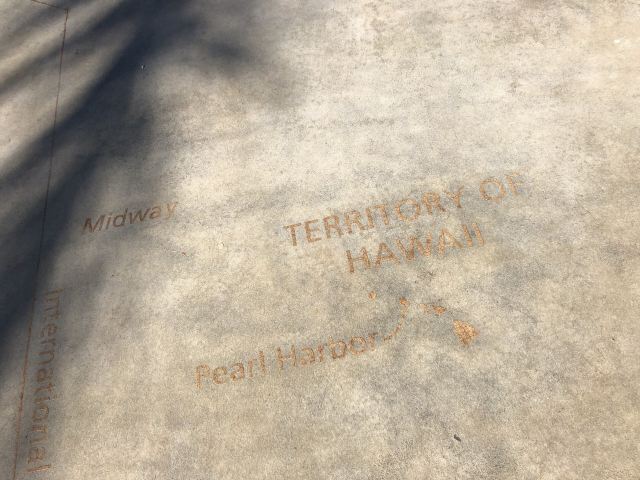 Midway
TERRITORY OF
HAWAII
Pearl Harbor
International